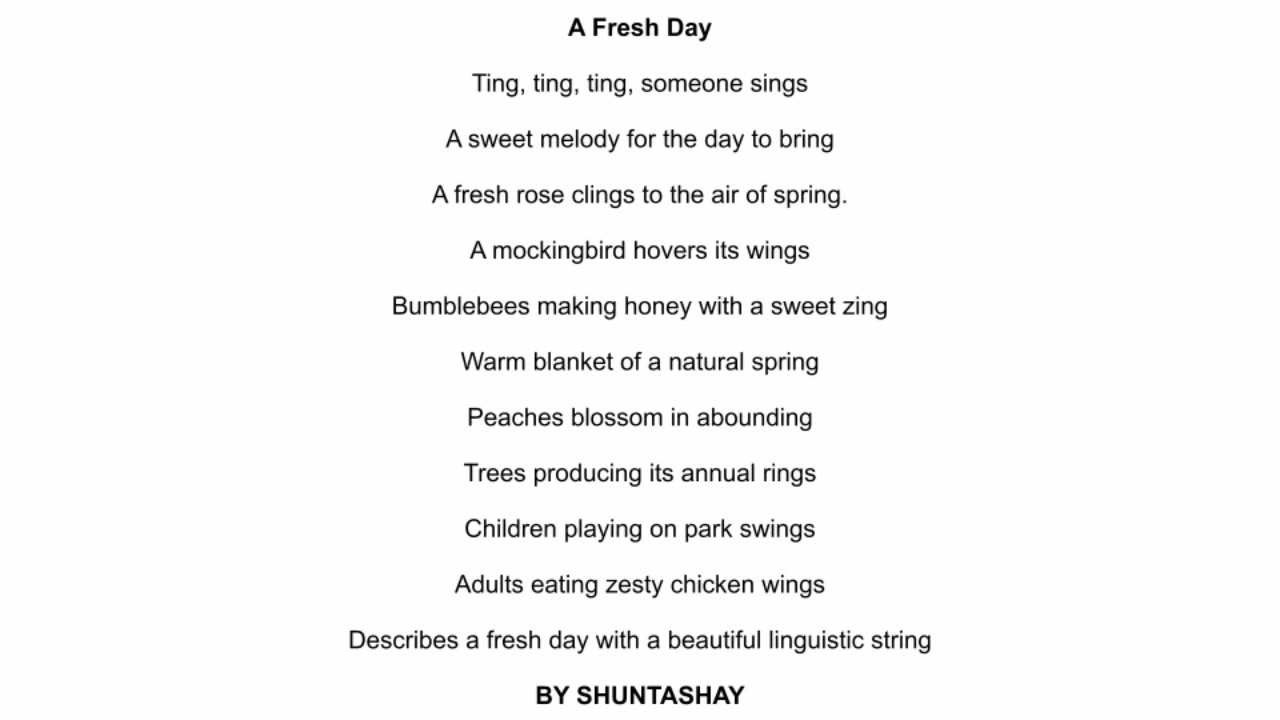 A Fresh Day
Ting, ting, ting, someone sings
A sweet melody for the day to bring
A fresh rose clings to the air of spring.
A mockingbird hovers its wings
Bumblebees making honey with a sweet zing
Warm blanket of a natural spring
Peaches blossom in abounding
Trees producing its annual rings
Children playing on park swings
Adults eating zesty chicken wings
Describes a fresh day with a beautiful linguistic string
BY SHUNTASHAY